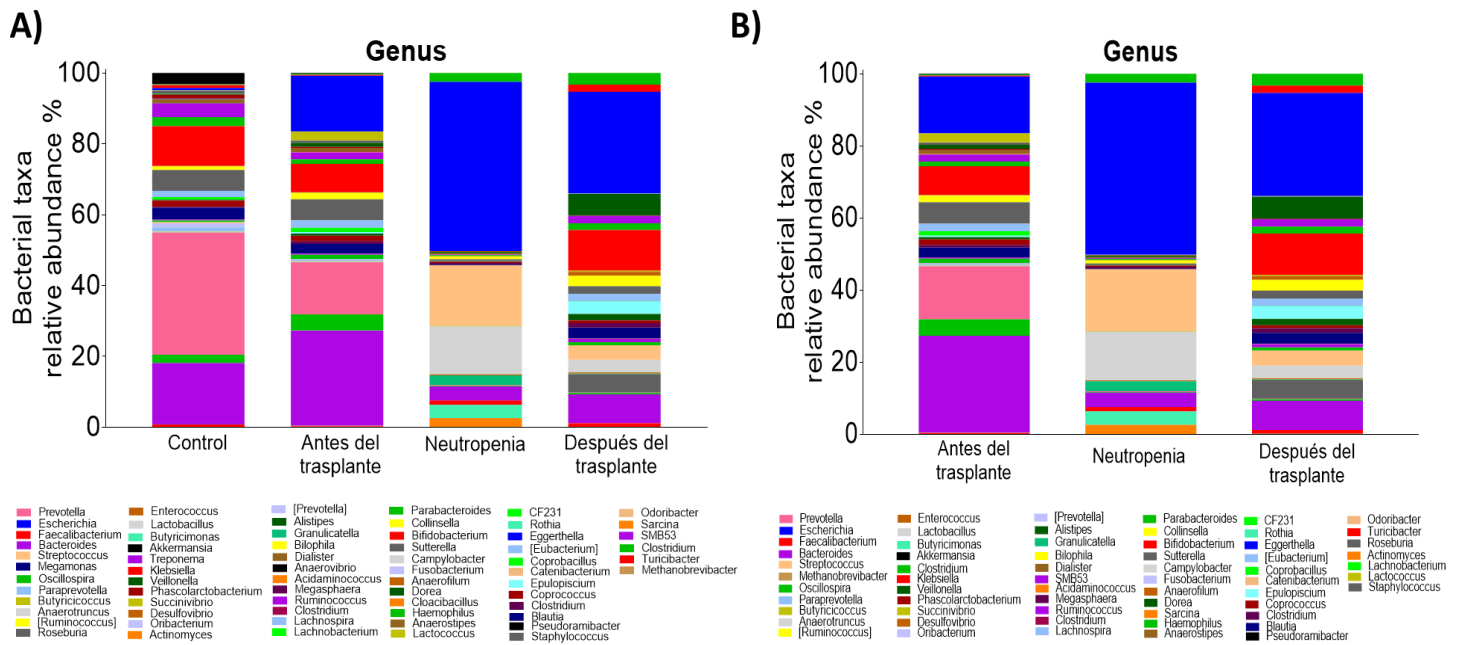 A)
Genus
100
80
60
40
20
0
Bacterial taxa
relative abundance %
Control
Antes del
trasplante
Neutropenia
Después del
trasplante
Prevotella
Escherichia
Faecalibacterium
Bacteroides
Streptococcus
Megamonas
Oscillospira
Paraprevotella
Butyricicoccus
Anaerotruncus
[Ruminococcus]
Roseburia
Enterococcus
Lactobacillus
Butyricimonas
Akkermansia
Treponema
Klebsiella
Veillonella
Phascolarctobacterium
Succinivibrio
Desulfovibrio
Oribacterium
Actinomyces
[Prevotella]
Alistipes
Granulicatella
Bilophila
Dialister
Anaerovibrio
Acidaminococcus
Megasphaera
Ruminococcus
Clostridium
Lachnospira
Lachnobacterium
Parabacteroides
Collinsella
Bifidobacterium
Sutterella
Campylobacter
Fusobacterium
Anaerofilum
Dorea
Cloacibacillus
Haemophilus
Anaerostipes
Lactococcus
CF231
Rothia
Eggerthella
[Eubacterium]
Coprobacillus
Catenibacterium
Epulopiscium
Coprococcus
Clostridium
Blautia
Pseudoramibacter
Staphylococcus
Odoribacter
Sarcina
SMB53
Clostridium
Turicibacter
Methanobrevibacter
B)
Genus
100
80
60
40
20
0
Bacterial taxa
relative abundance %
Antes del
trasplante
Neutropenia
Después del
trasplante
Prevotella
Escherichia
Faecalibacterium
Bacteroides
Streptococcus
Methanobrevibacter
Oscillospira
Paraprevotella
Butyricicoccus
Anaerotruncus
[Ruminococcus]
Enterococcus
Lactobacillus
Butyricimonas
Akkermansia
Clostridium
Klebsiella
Veillonella
Phascolarctobacterium
Succinivibrio
Desulfovibrio
Oribacterium
[Prevotella]
Alistipes
Granulicatella
Bilophila
Dialister
SMB53
Acidaminococcus
Megasphaera
Ruminococcus
Clostridium
Lachnospira
Parabacteroides
Collinsella
Bifidobacterium
Sutterella
Campylobacter
Fusobacterium
Anaerofilum
Dorea
Sarcina
Haemophilus
Anaerostipes
CF231
Rothia
Eggerthella
[Eubacterium]
Coprobacillus
Catenibacterium
Epulopiscium
Coprococcus
Clostridium
Blautia
Pseudoramibacter
Odoribacter
Turicibacter
Roseburia
Actinomyces
Lachnobacterium
Lactococcus
Staphylococcus